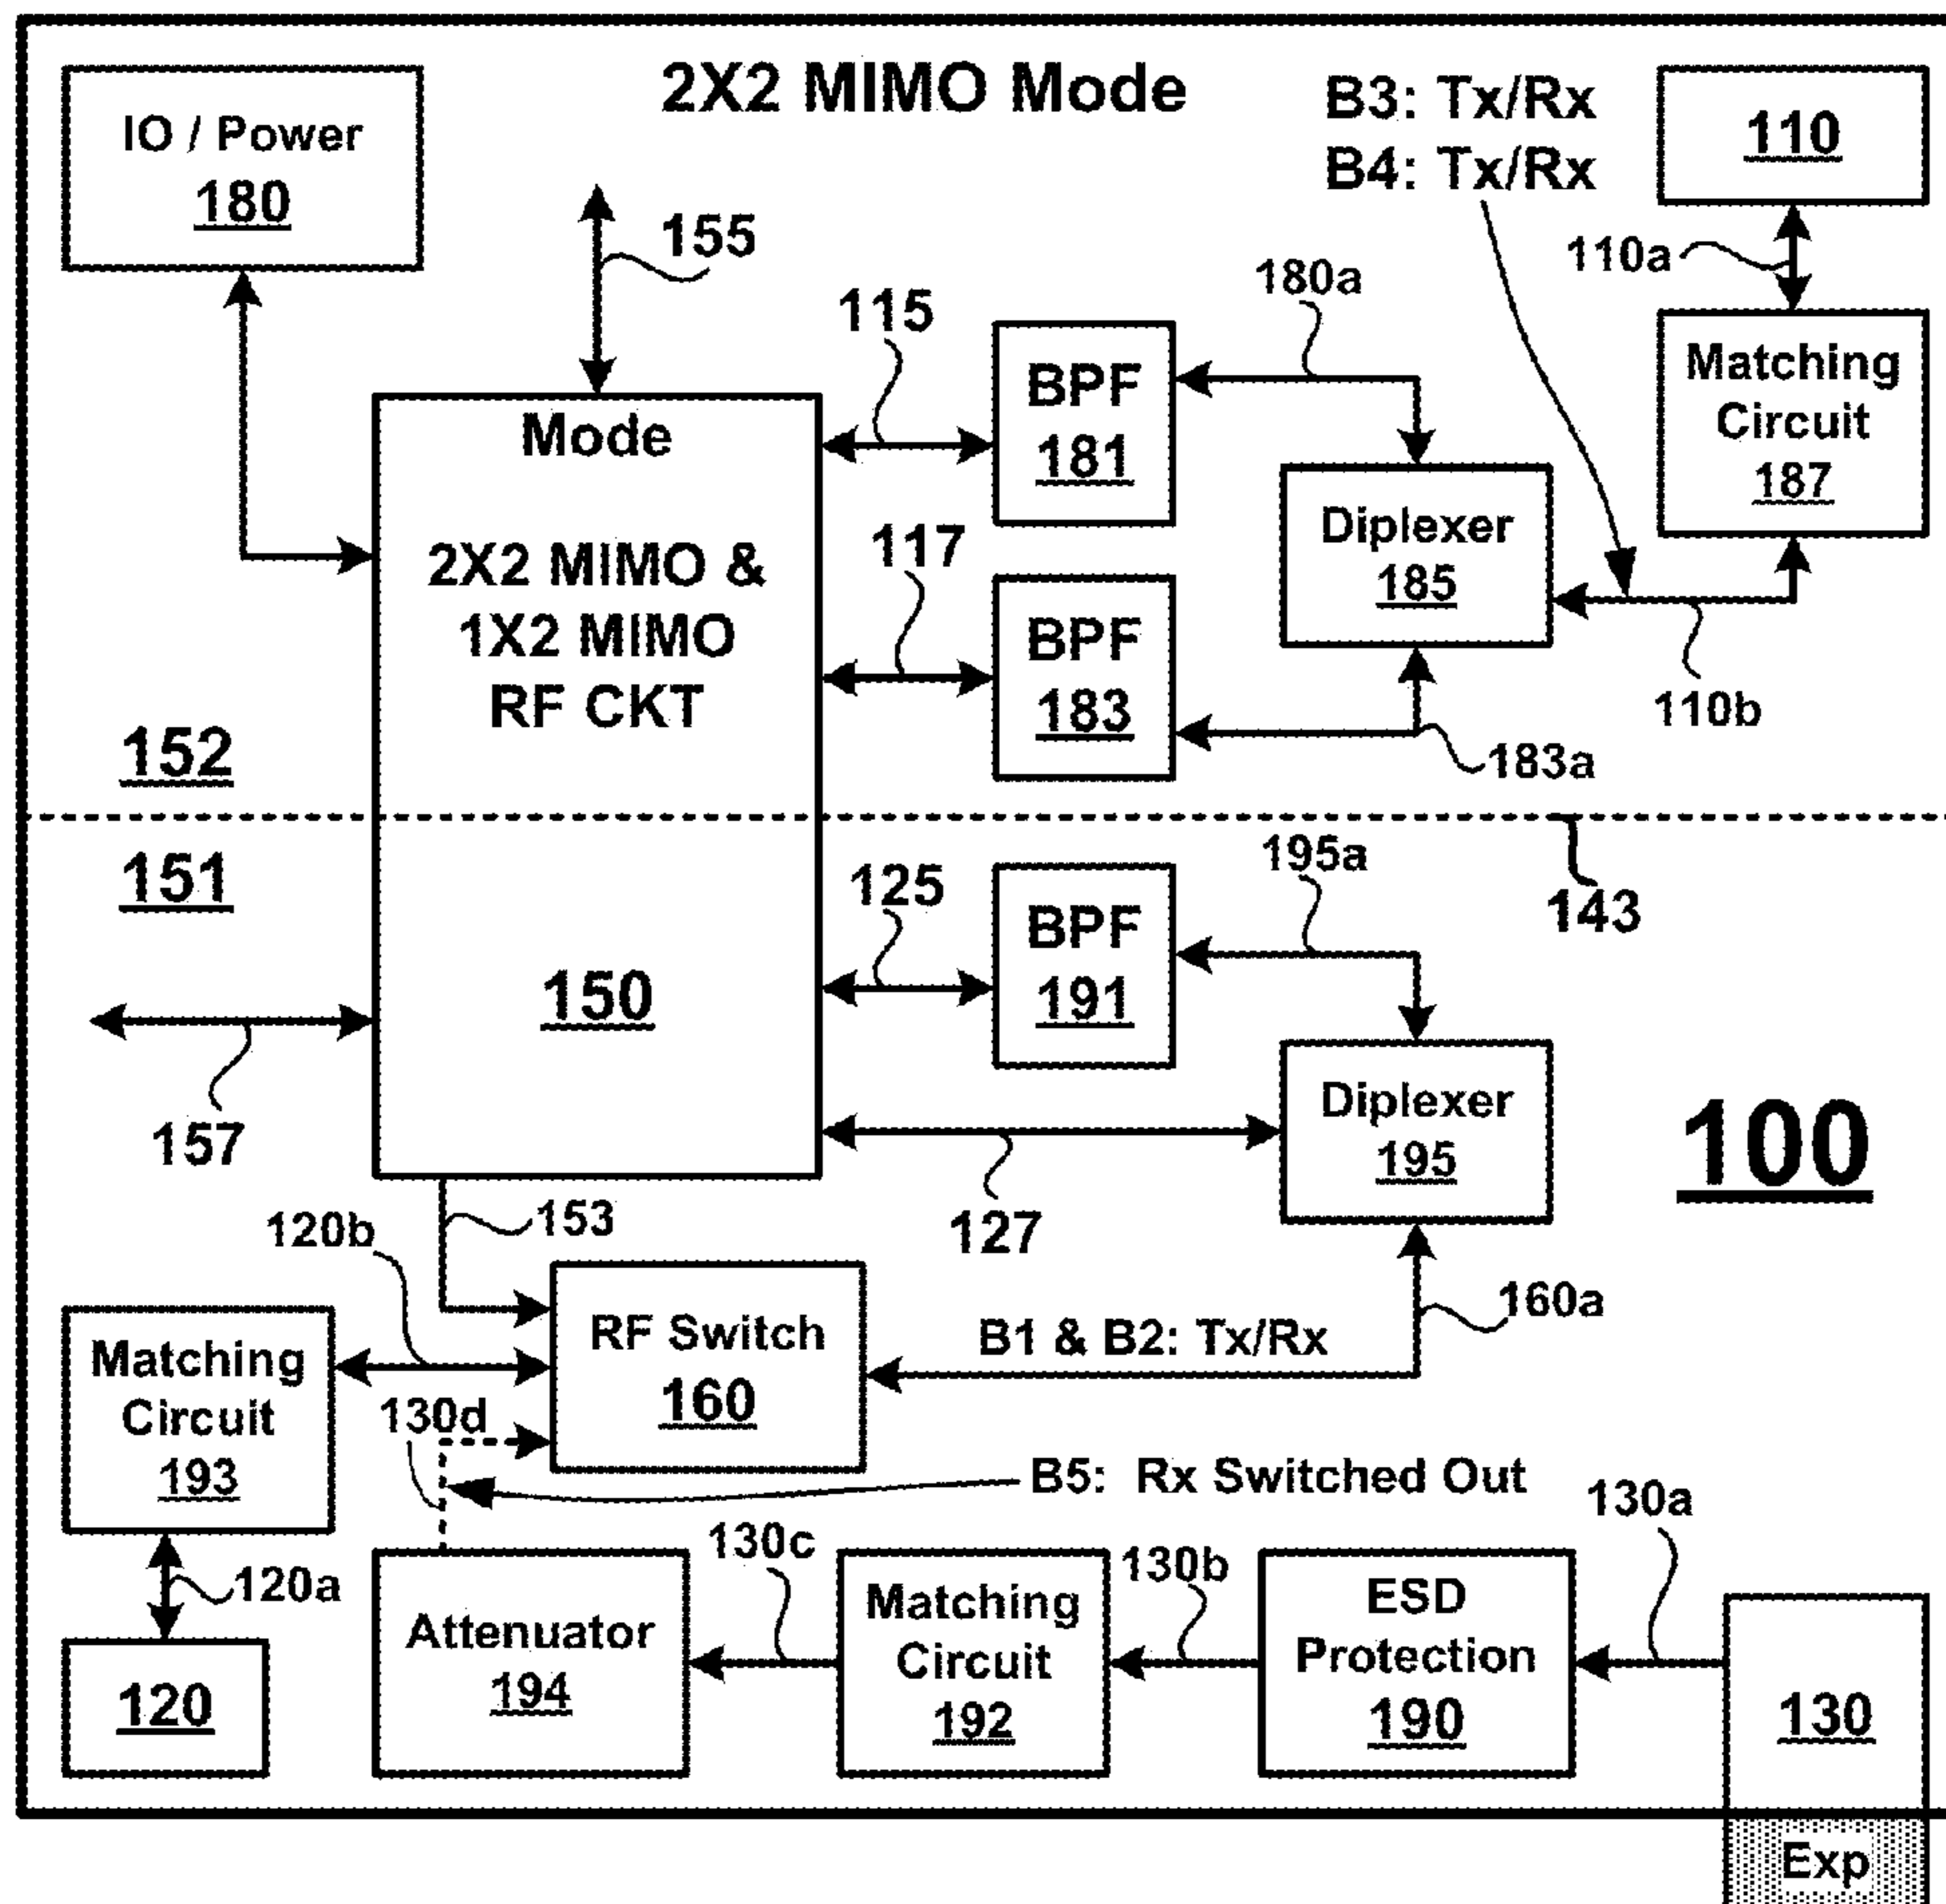 2X2 MIMO Mode
IO / Power
180
B3: Tx/Rx
B4: Tx/Rx
110
155
110a
180a
115
BPF
181
Matching
Circuit
187
Mode
2X2 MIMO &
1X2 MIMO
RF CKT
117
Diplexer
185
BPF
183
110b
183a
152
151
143
195a
125
BPF
191
150
157
Diplexer
195
100
127
153
120b
160a
RF Switch
160
B1 & B2: Tx/Rx
Matching
Circuit
193
130d
B5: Rx Switched Out
130a
130c
130b
120a
120
Attenuator
194
Matching
Circuit
192
ESD
Protection
190
130
Exp